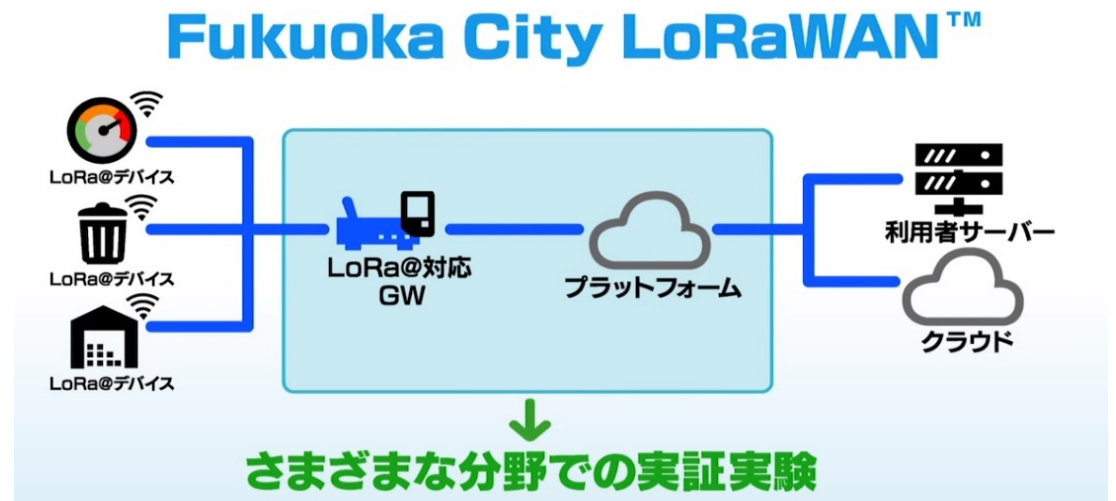 Fukuoka City LoRaWAN™
LoRa@デバイス
LoRa@デバイス
LoRa@デバイス
LoRa@対応
GW
プラットフォーム
利用者サーバー
クラウド
さまざまな分野での実証実験